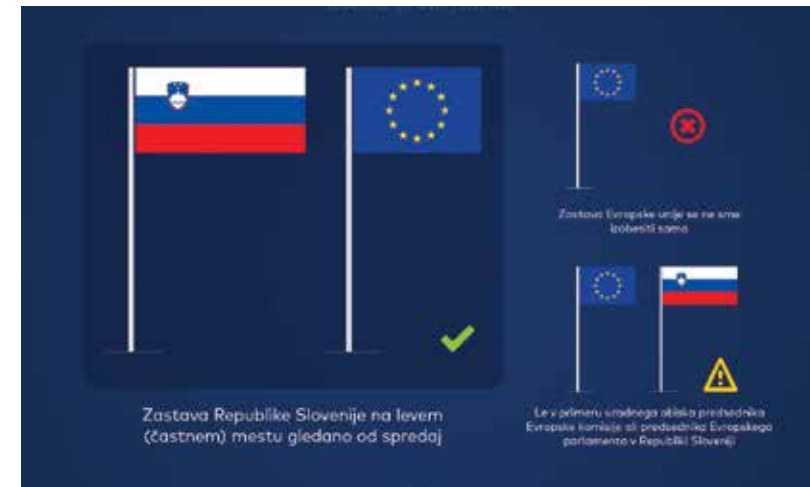 Zastava Republike Slovenije na levem
(častnem) mestu gledano od spredaj
Zastava Evropske unije se ne sme
izobesiti sama
Le v primeru uradnega obiska predsednika
Evropske komisije ali predsednika Evropskega
parlamenta v Republiki Sloveniji